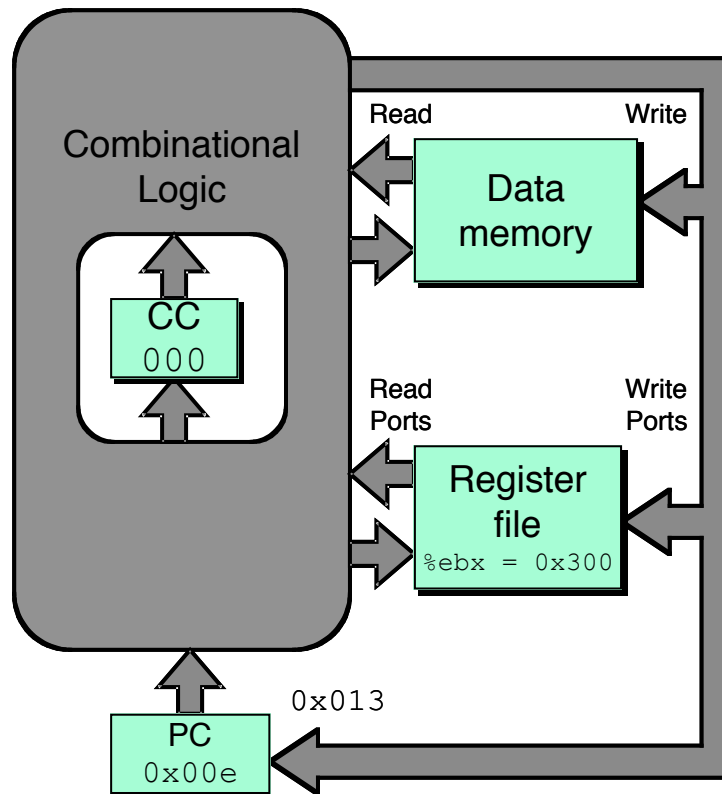 Combinational
Logic
CC
000
Read
Write
Data
memory
Read
Ports
Write
Ports
Register
file
%ebx = 0x300
0x013
PC
0x00e